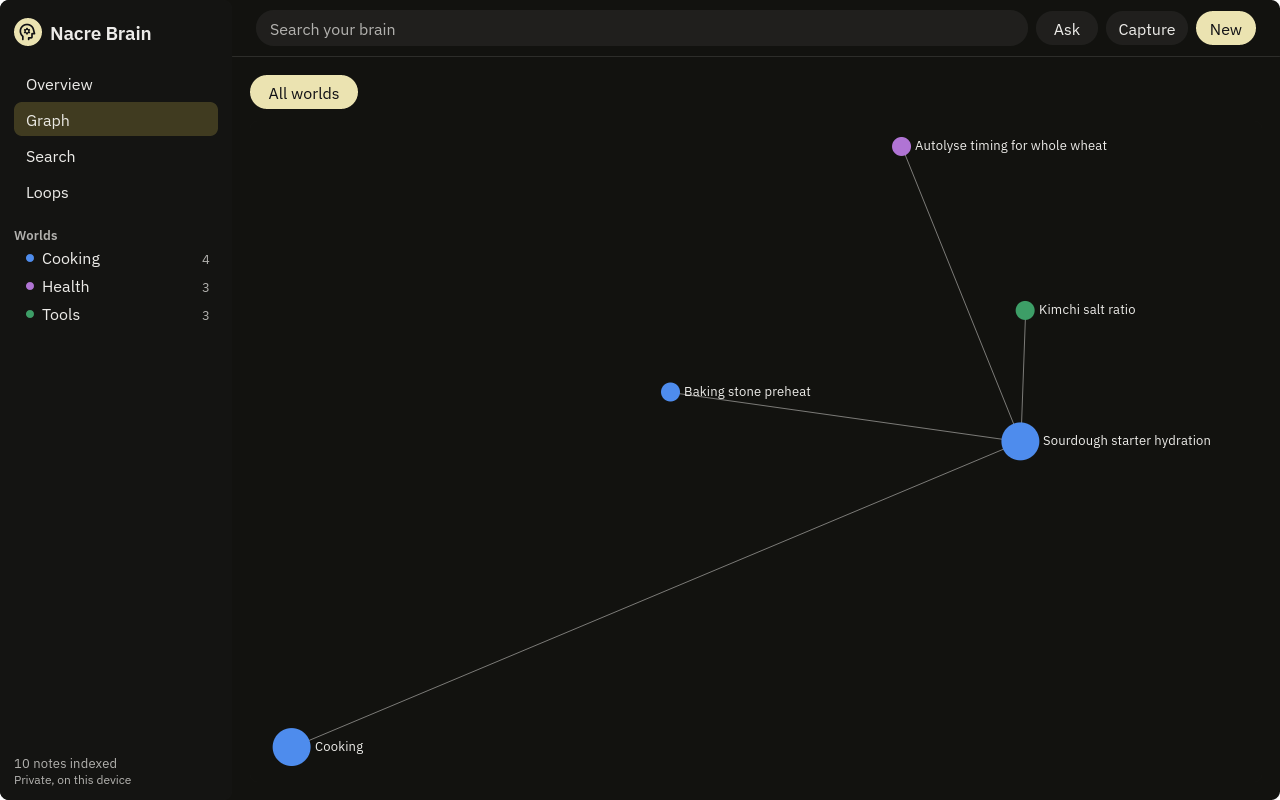 Nacre Brain
Search your brain
Ask
Capture
New
Overview
Graph
Search
Loops
Worlds
Cooking 4
Health 3
Tools 3
All worlds
Autolyse timing for whole wheat
Kimchi salt ratio
Baking stone preheat
Sourdough starter hydration
Cooking
10 notes indexed
Private, on this device